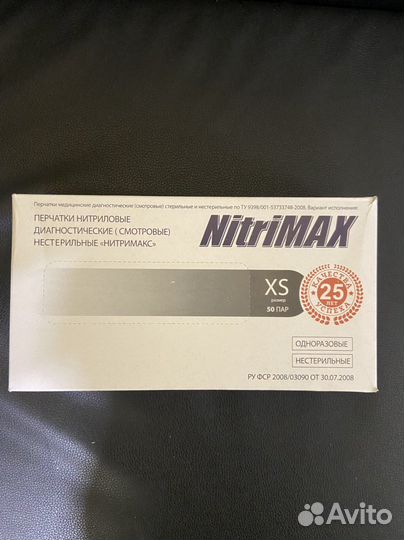 Перчатки медицинские диагностические (смотровые) стерильные и нестерильные по ТУ 9398/001-53733748-2008. Вариант исполнения:
ПЕРЧАТКИ НИТРИЛОВЫЕ
ДИАГНОСТИЧЕСКИЕ ( СМОТРОВЫЕ)
НЕСТЕРИЛЬНЫЕ «НИТРИМАКС»
NitriMAX
XS
размер
50 ПАР
КАЧЕСТВА
25
ЛЕТ
УСПЕХА
ОДНОРАЗОВЫЕ
НЕСТЕРИЛЬНЫЕ
РУ ФСР 2008/03090 ОТ 30.07.2008
Avito